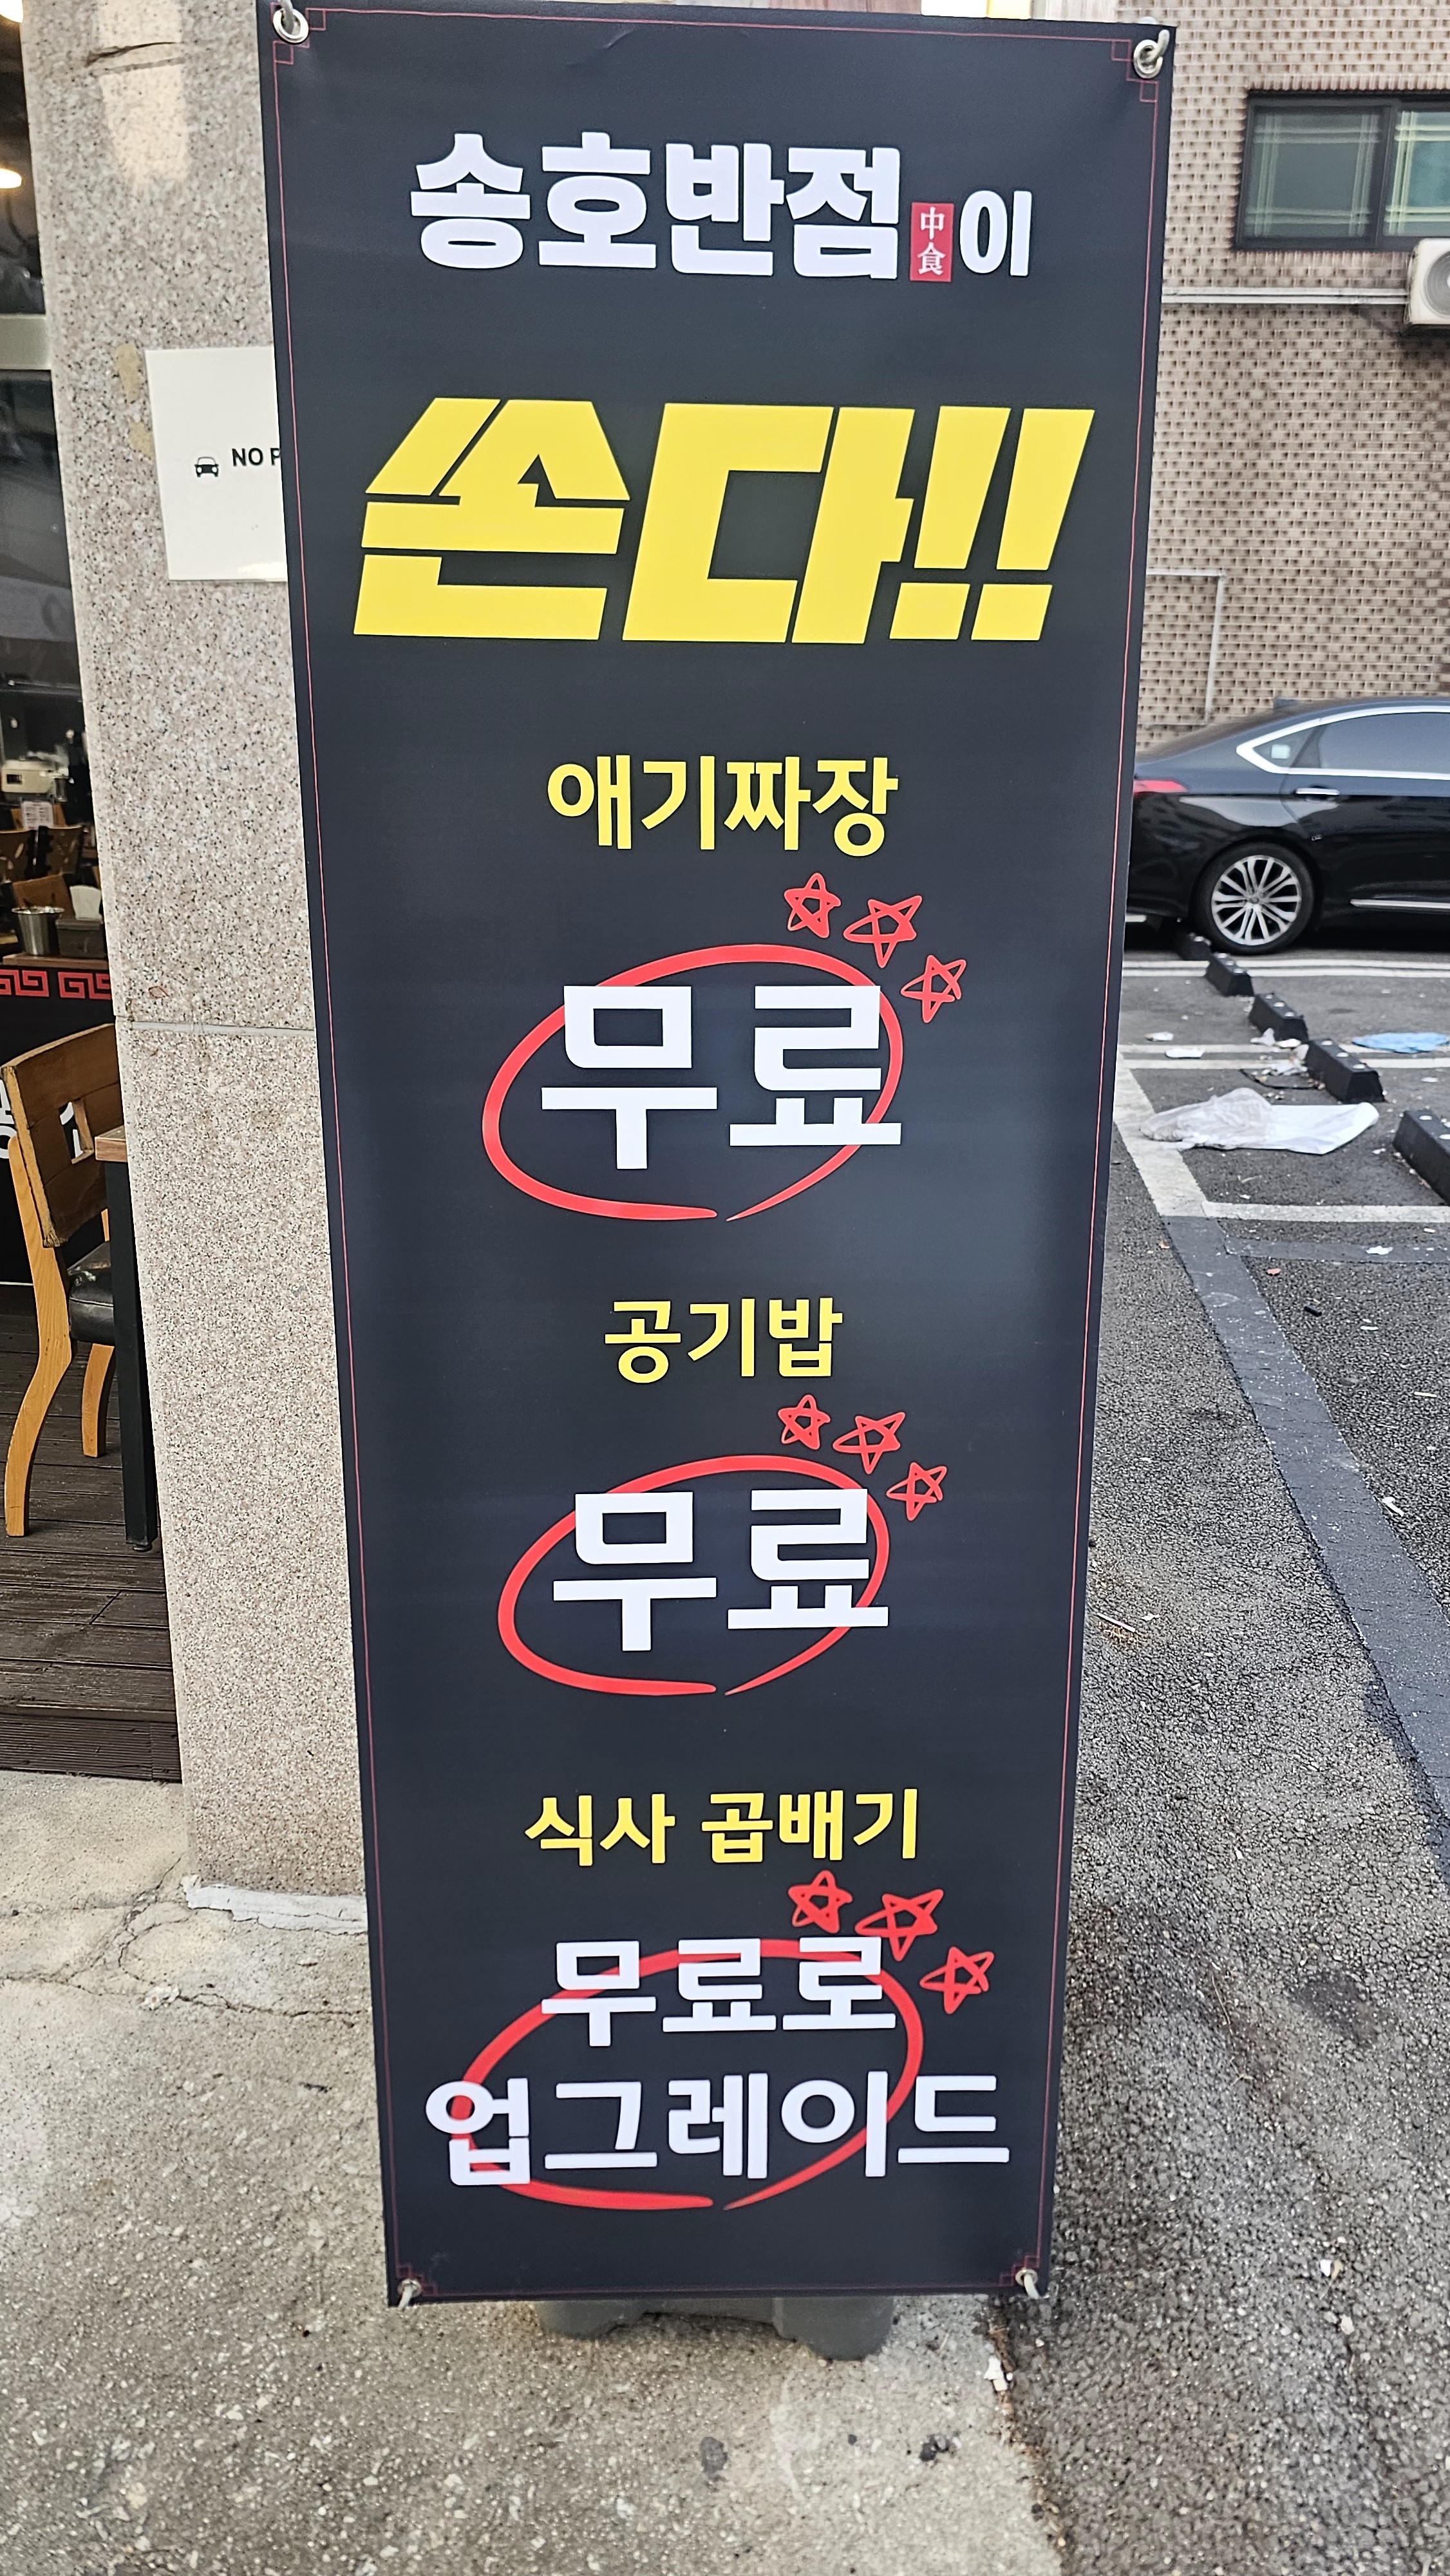 송호반점中食이
쏜다!!
애기짜장
무료
공기밥
무료
식사 곱배기
무료로
업그레이드
NO P